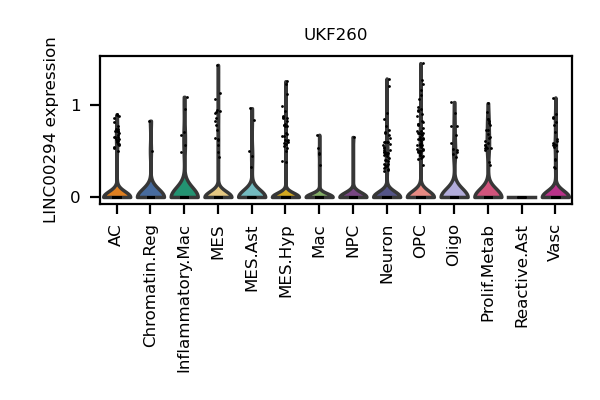 UKF260
LINC00294 expression
1
0
AC
Chromatin.Reg
Inflammatory.Mac
MES
MES.Ast
MES.Hyp
Mac
NPC
Neuron
OPC
Oligo
Prolif.Metab
Reactive.Ast
Vasc